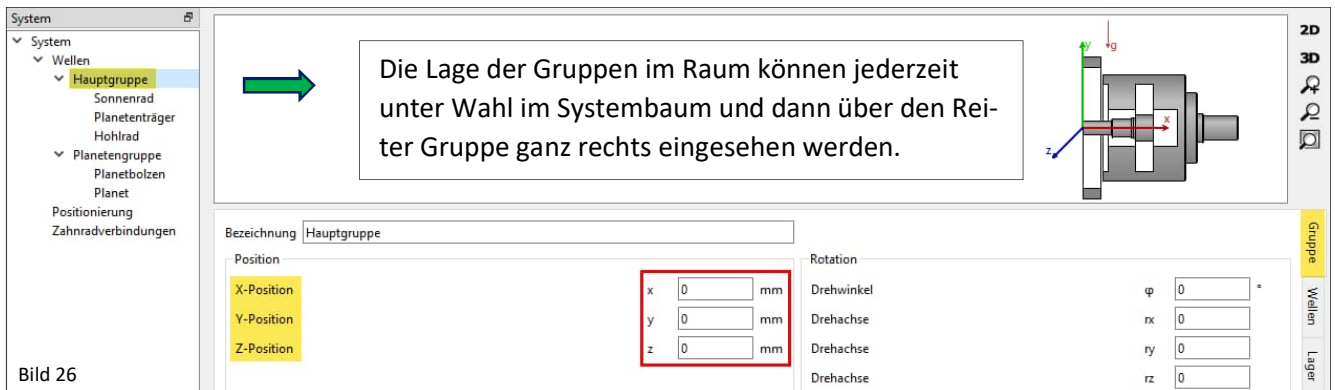 System
System
Wellen
Hauptgruppe
Sonnenrad
Planetenträger
Hohlrad
Planetengruppe
Planetbolzen
Planet
Positionierung
Zahnradverbindungen
Bild 26
Die Lage der Gruppen im Raum können jederzeit
unter Wahl im Systembaum und dann über den Rei-
ter Gruppe ganz rechts eingesehen werden.
y
g
x
z
2D
3D
Bezeichnung Hauptgruppe
Position
X-Position x 0 mm
Y-Position y 0 mm
Z-Position z 0 mm
Rotation
Drehwinkel φ 0 °
Drehachse rx 0
Drehachse ry 0
Drehachse rz 0
Gruppe
Wellen
Lager